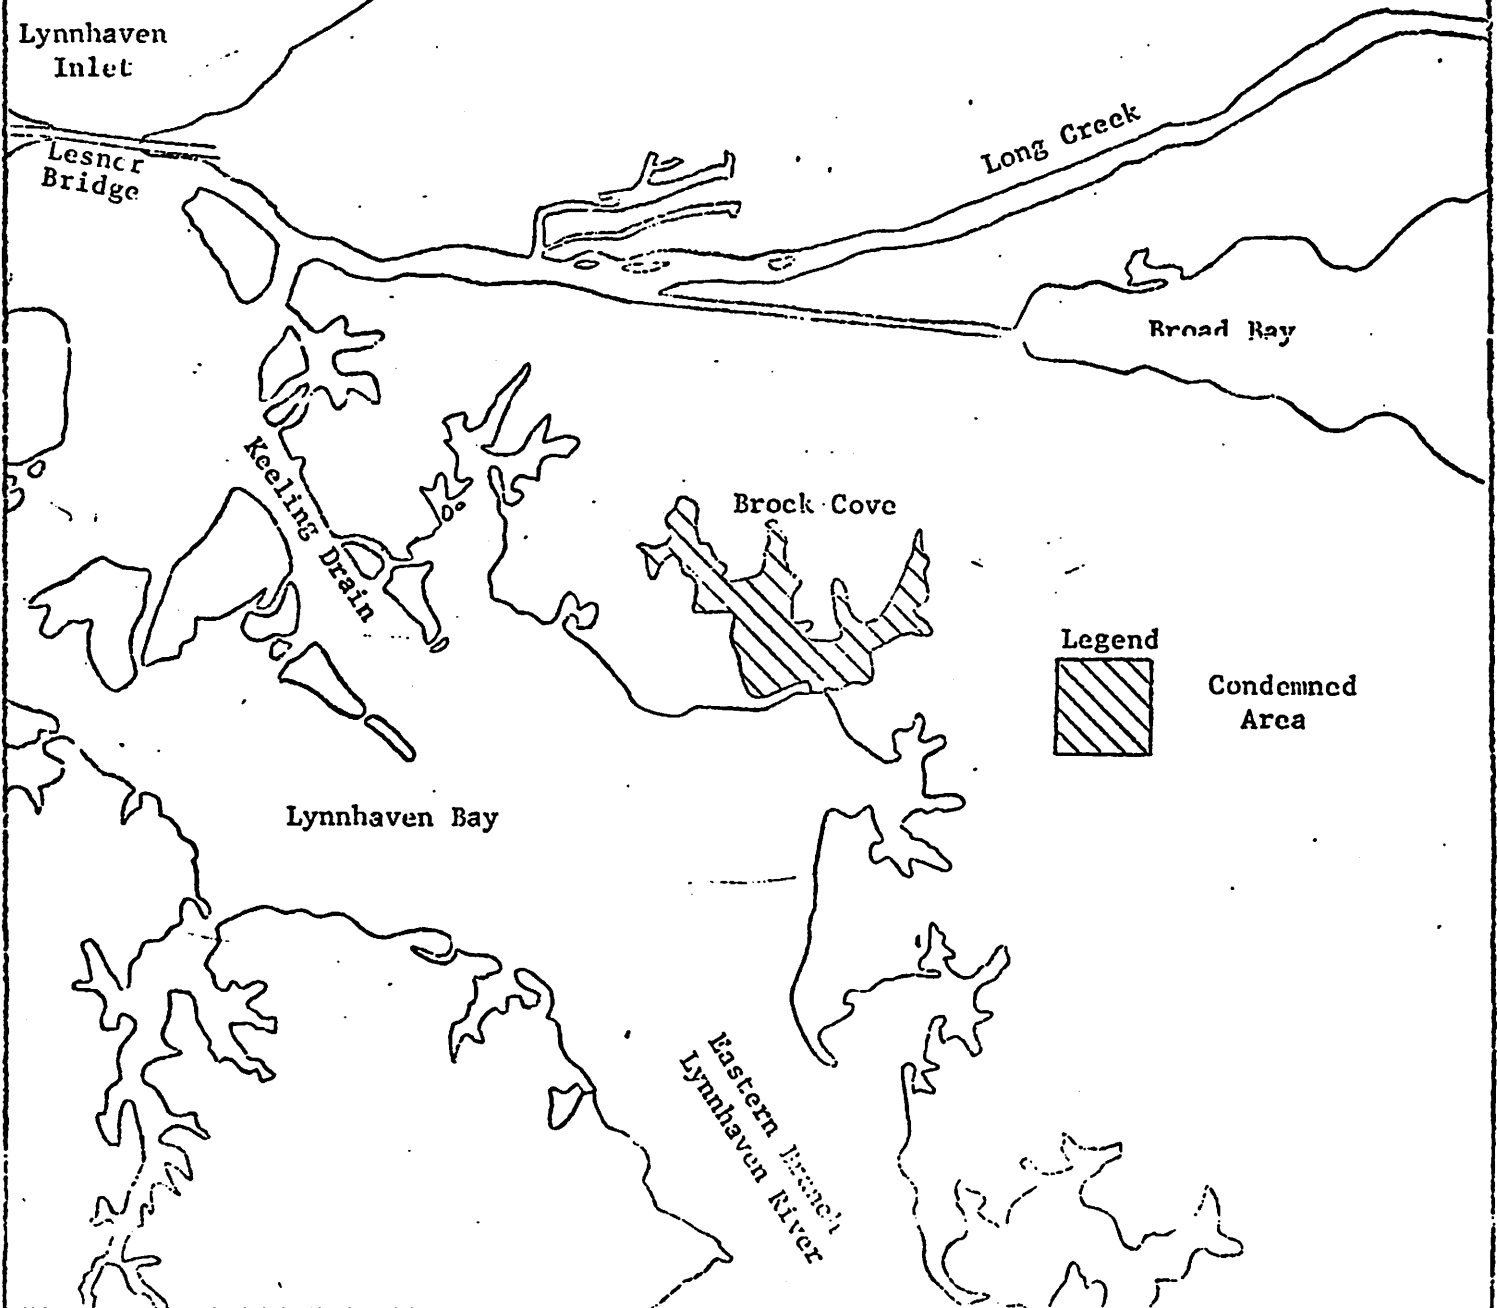 Lynnhaven
Inlet
Lesner
Bridge
Long Creek
Broad Bay
Keeling Drain
Brock Cove
Legend
Condemned
Area
Lynnhaven Bay
Eastern Branch
Lynnhaven River